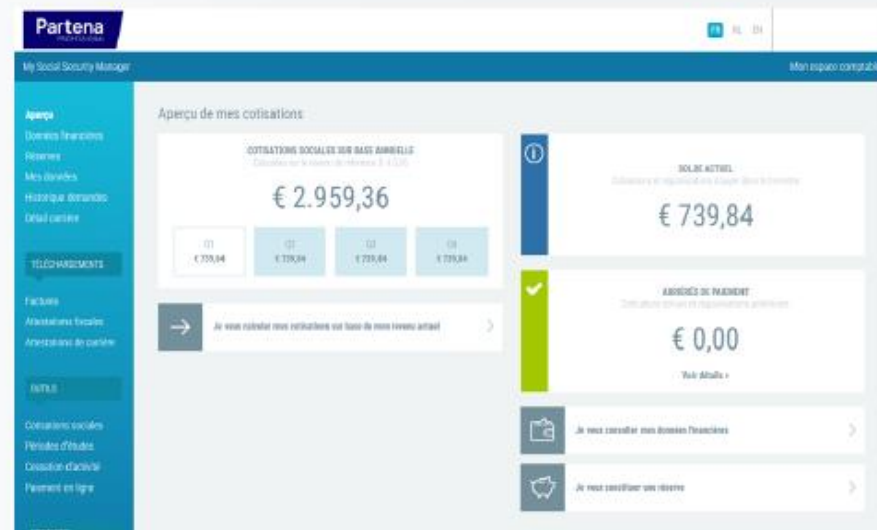 Partena
PROFESSIONAL
FR NL EN
My Social Security Manager
Mon espace comptabl
Aperçu
Données financières
Réserves
Mes données
Historique demandes
Détail carrière
TÉLÉCHARGEMENTS
Factures
Attestations fiscales
Attestations de carrière
OUTILS
Cotisations sociales
Périodes d'études
Cessation d'activité
Paiement en ligne
Aperçu de mes cotisations
COTISATIONS SOCIALES SUR BASE ANNUELLE
€ 2.959,36
Q1 Q2 Q3 Q4
€ 739,84 € 739,84 € 739,84 € 739,84
Je veux calculer mes cotisations sur base de mon revenu actuel
SOLDE ACTUEL
€ 739,84
ARRIÉRÉS DE PAIEMENT
€ 0,00
Voir détails >
Je veux consulter mes données financières
Je veux constituer une réserve